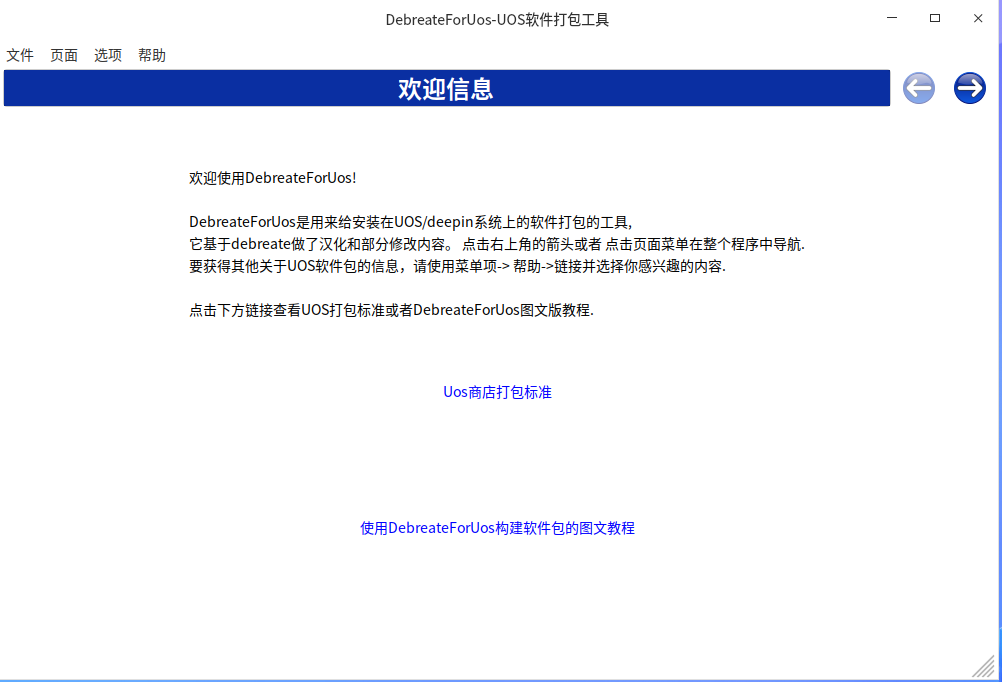 DebreateForUos-UOS软件打包工具
文件 页面 选项 帮助
欢迎信息
欢迎使用DebreateForUos!
DebreateForUos是用来给安装在UOS/deepin系统上的软件打包的工具,
它基于debreate做了汉化和部分修改内容。 点击右上角的箭头或者 点击页面菜单在整个程序中导航.
要获得其他关于UOS软件包的信息，请使用菜单项-> 帮助->链接并选择你感兴趣的内容.
点击下方链接查看UOS打包标准或者DebreateForUos图文版教程.
Uos商店打包标准
使用DebreateForUos构建软件包的图文教程